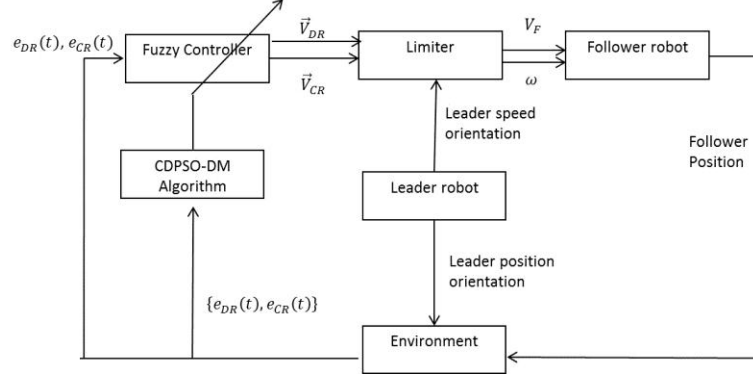 e_DR(t), e_CR(t)
Fuzzy Controller
V⃗_DR
V⃗_CR
Limiter
V_F
ω
Follower robot
Leader speed
orientation
Follower
Position
CDPSO-DM
Algorithm
Leader robot
Leader position
orientation
{e_DR(t), e_CR(t)}
Environment